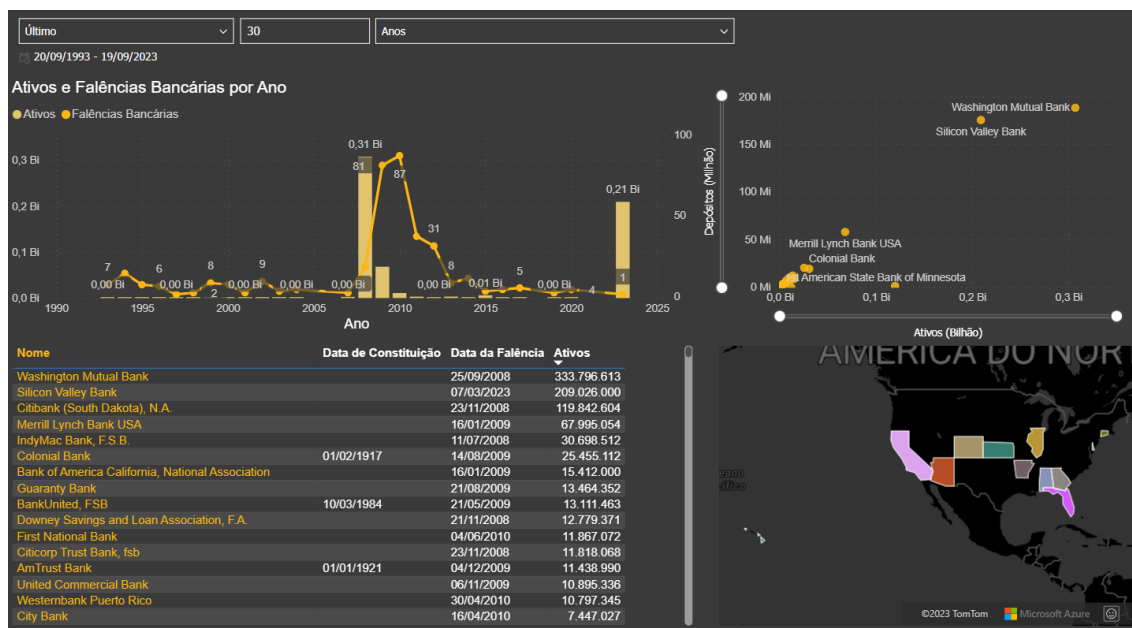 Último 30 Anos
20/09/1993 - 19/09/2023
Ativos e Falências Bancárias por Ano
Ativos Falências Bancárias
0,3 Bi
0,2 Bi
0,1 Bi
0,0 Bi
100
50
0
0,31 Bi
81
87
31
0,21 Bi
1
7
0,00 Bi
6
0,00 Bi
8
2
0,00 Bi
9
0,00 Bi
0,00 Bi
8
0,01 Bi
5
0,00 Bi
4
1990 1995 2000 2005 2010 2015 2020 2025
Ano
Depósitos (Milhão)
200 Mi
150 Mi
100 Mi
50 Mi
0 Mi
Washington Mutual Bank
Silicon Valley Bank
Merrill Lynch Bank USA
Colonial Bank
1st American State Bank of Minnesota
0,0 Bi 0,1 Bi 0,2 Bi 0,3 Bi
Ativos (Bilhão)
Nome Data de Constituição Data da Falência Ativos
Washington Mutual Bank 25/09/2008 333.796.613
Silicon Valley Bank 07/03/2023 209.026.000
Citibank (South Dakota), N.A. 23/11/2008 119.842.604
Merrill Lynch Bank USA 16/01/2009 67.995.054
IndyMac Bank, F.S.B. 11/07/2008 30.698.512
Colonial Bank 01/02/1917 14/08/2009 25.455.112
Bank of America California, National Association 16/01/2009 15.412.000
Guaranty Bank 21/08/2009 13.464.352
BankUnited, FSB 10/03/1984 21/05/2009 13.111.463
Downey Savings and Loan Association, F.A. 21/11/2008 12.779.371
First National Bank 04/06/2010 11.867.072
Citicorp Trust Bank, fsb 23/11/2008 11.818.068
AmTrust Bank 01/01/1921 04/12/2009 11.438.990
United Commercial Bank 06/11/2009 10.895.336
Westernbank Puerto Rico 30/04/2010 10.797.345
City Bank 16/04/2010 7.447.027
AMÉRICA DO NORT
©2023 TomTom Microsoft Azure